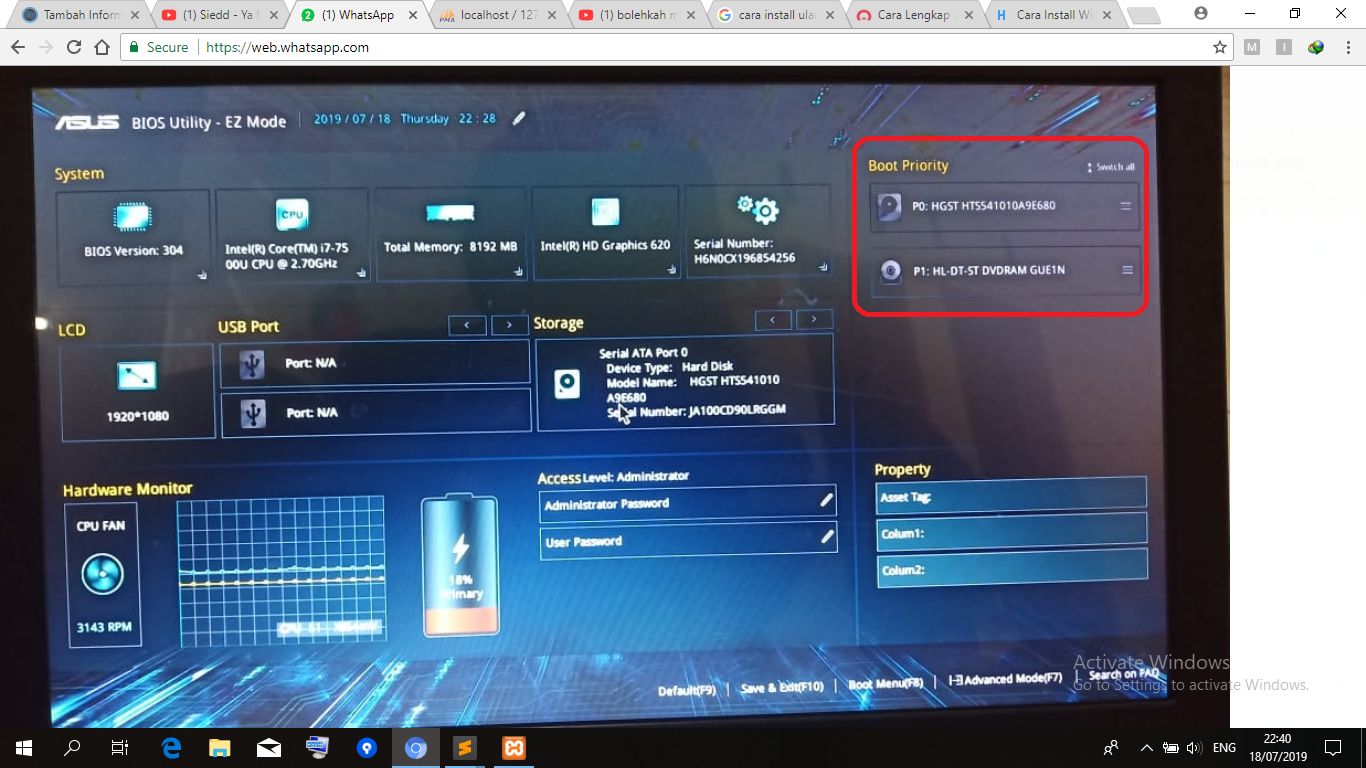 Tambah Inform
(1) Siedd - Ya
(1) WhatsApp
localhost / 127
(1) bolehkah m
cara install ular
Cara Lengkap
Cara Install Wi
Secure
https://web.whatsapp.com
M
I
ASUS BIOS Utility - EZ Mode
2019 / 07 / 18 Thursday 22 : 28
System
BIOS Version: 304
Intel(R) Core(TM) i7-75
00U CPU @ 2.70GHz
CPU
Total Memory: 8192 MB
Intel(R) HD Graphics 620
Serial Number:
H6N0CX196854256
Boot Priority
Switch all
P0: HGST HTS541010A9E680
P1: HL-DT-ST DVDRAM GUE1N
LCD
1920*1080
USB Port
Port: N/A
Port: N/A
Storage
Serial ATA Port 0
Device Type: Hard Disk
Model Name: HGST HTS541010
A9E680
Serial Number: JA100CD90LRGGM
Hardware Monitor
CPU FAN
3143 RPM
18%
Primary
Access Level: Administrator
Administrator Password
User Password
Property
Asset Tag:
Colum1:
Colum2:
Default(F9)
Save & Exit(F10)
Boot Menu(F8)
Advanced Mode(F7)
Search on FAQ
Activate Windows
Go to Settings to activate Windows.
ENG
22:40
18/07/2019